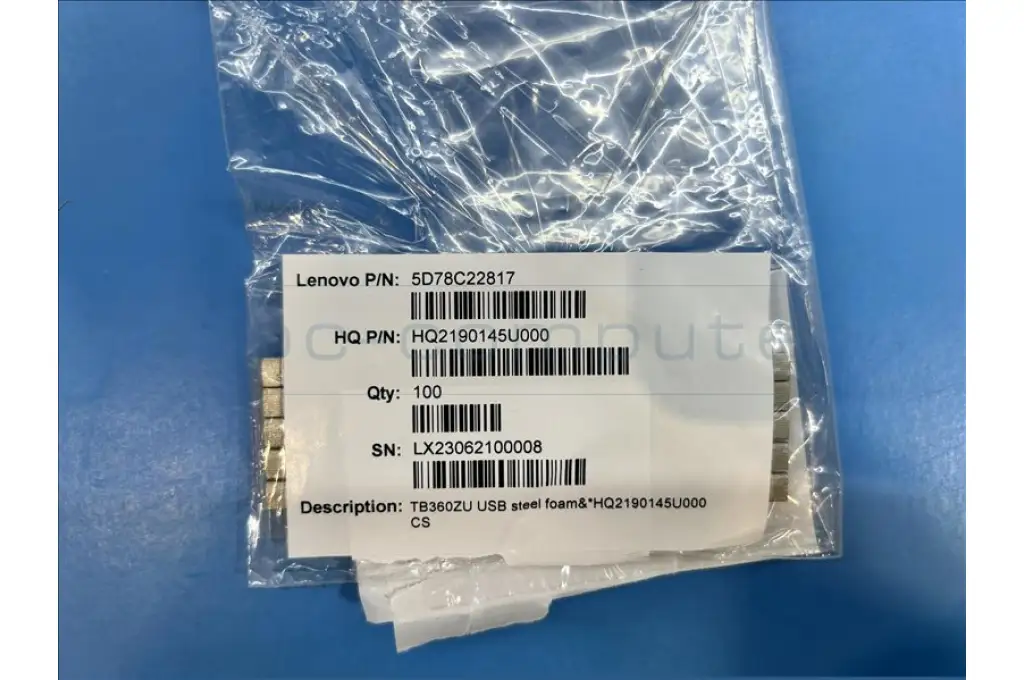 Lenovo P/N: 5D78C22817
HQ P/N: HQ2190145U000
Qty: 100
SN: LX23062100008
Description: TB360ZU USB steel foam&*HQ2190145U000
CS